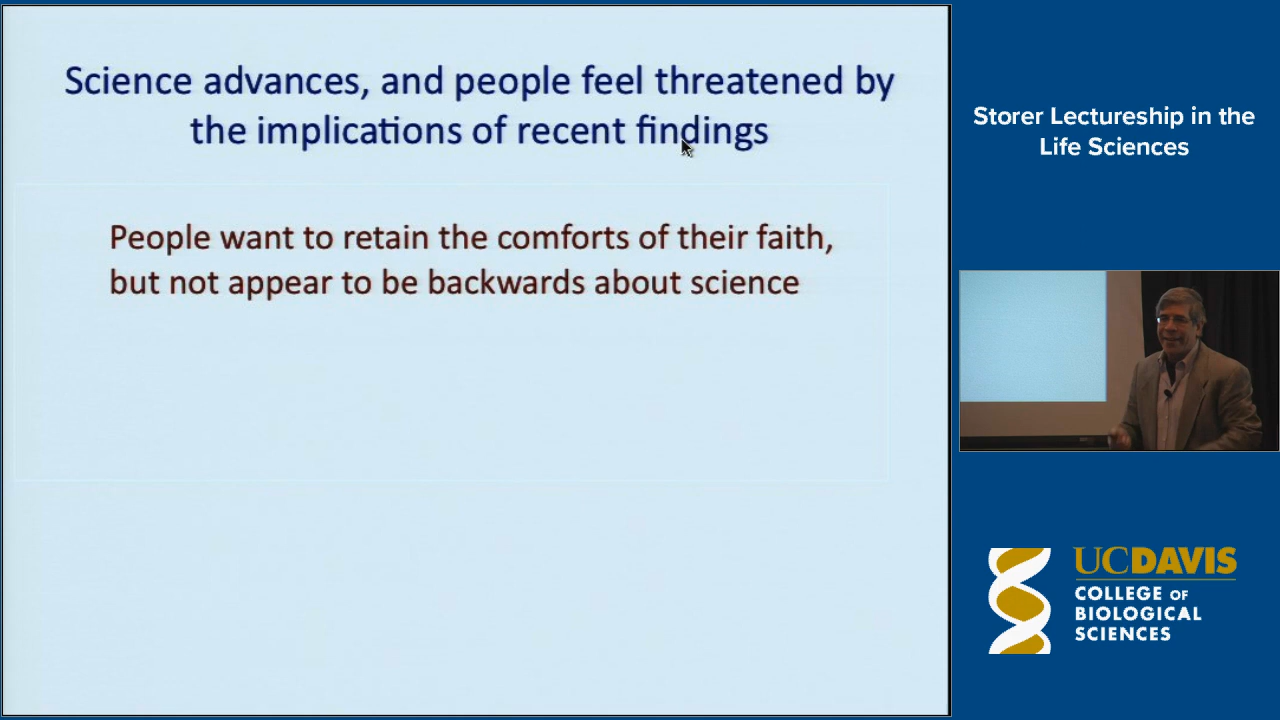 Science advances, and people feel threatened by
the implications of recent findings
People want to retain the comforts of their faith,
but not appear to be backwards about science
Storer Lectureship in the
Life Sciences
UCDAVIS
COLLEGE OF
BIOLOGICAL
SCIENCES